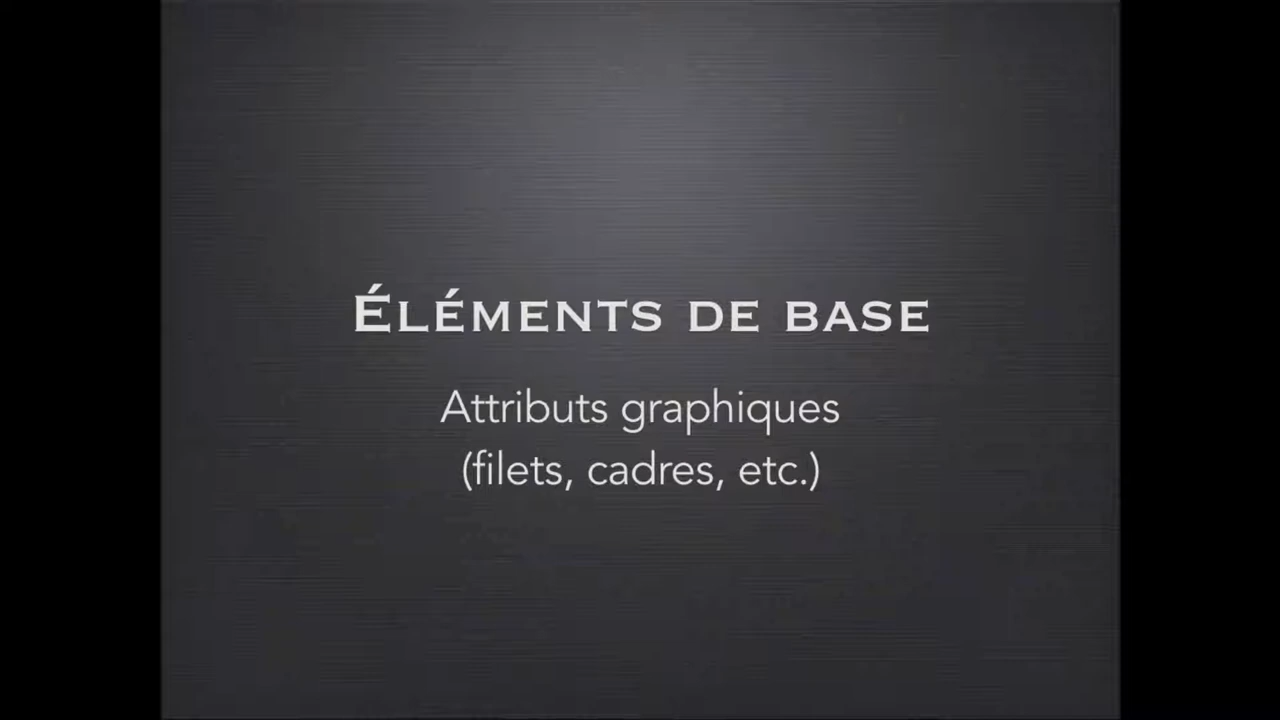 Éléments de base
Attributs graphiques
(filets, cadres, etc.)